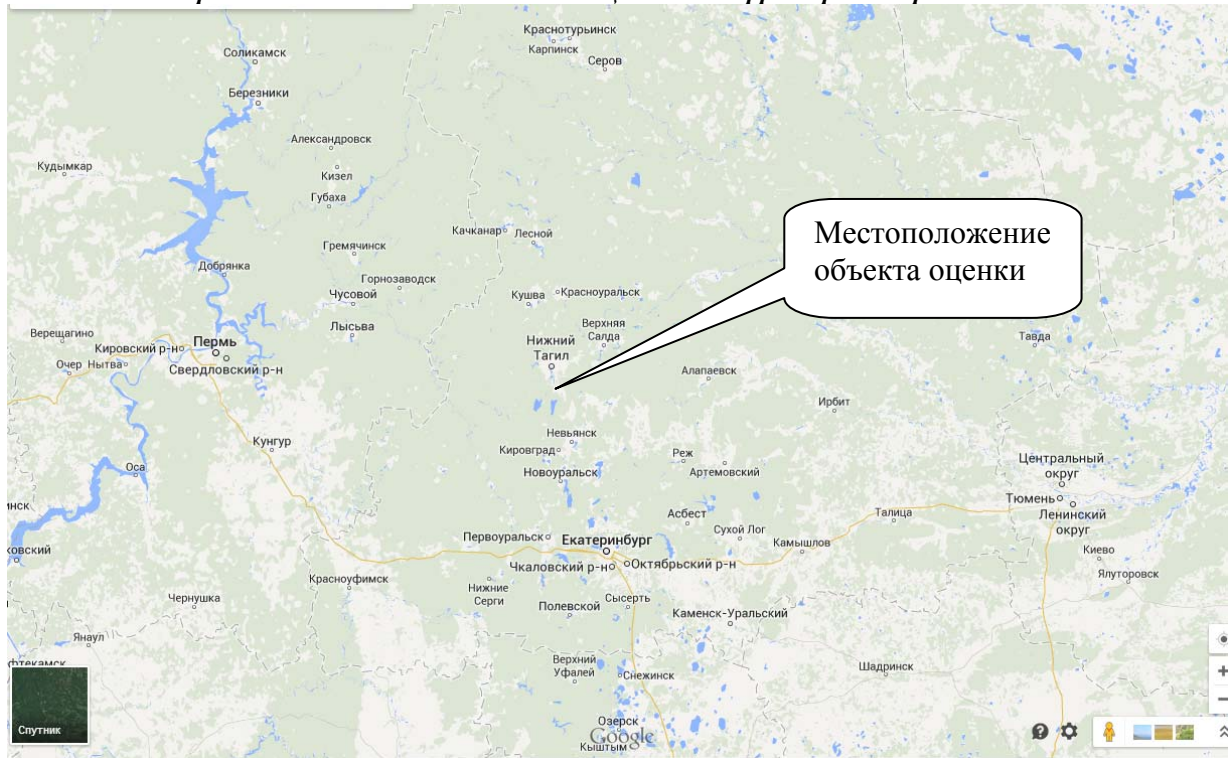 Краснотурьинск
Карпинск
Серов
Соликамск
Березники
Александровск
Кудымкар
Кизел
Губаха
Качканар
Лесной
Гремячинск
Добрянка
Горнозаводск
Чусовой
Местоположение
объекта оценки
Кушва
Красноуральск
Лысьва
Верхняя
Салда
Верещагино
Кировский р-н
Пермь
Очер
Нытва
Свердловский р-н
Нижний
Тагил
Алапаевск
Тавда
Ирбит
Кунгур
Невьянск
Кировград
Реж
Артемовский
Новоуральск
Оса
Центральный
округ
Тюмень
Ленинский
округ
нск
Асбест
Сухой Лог
Талица
Камышлов
Первоуральск
Екатеринбург
Чкаловский р-н
Октябрьский р-н
Киево
Ялуторовск
ковский
Красноуфимск
Нижние
Серги
Сысерть
Полевской
Каменск-Уральский
Чернушка
Янаул
фтекамск
Верхний
Уфалей
Снежинск
Шадринск
Озерск
Кыштым
Google
Спутник